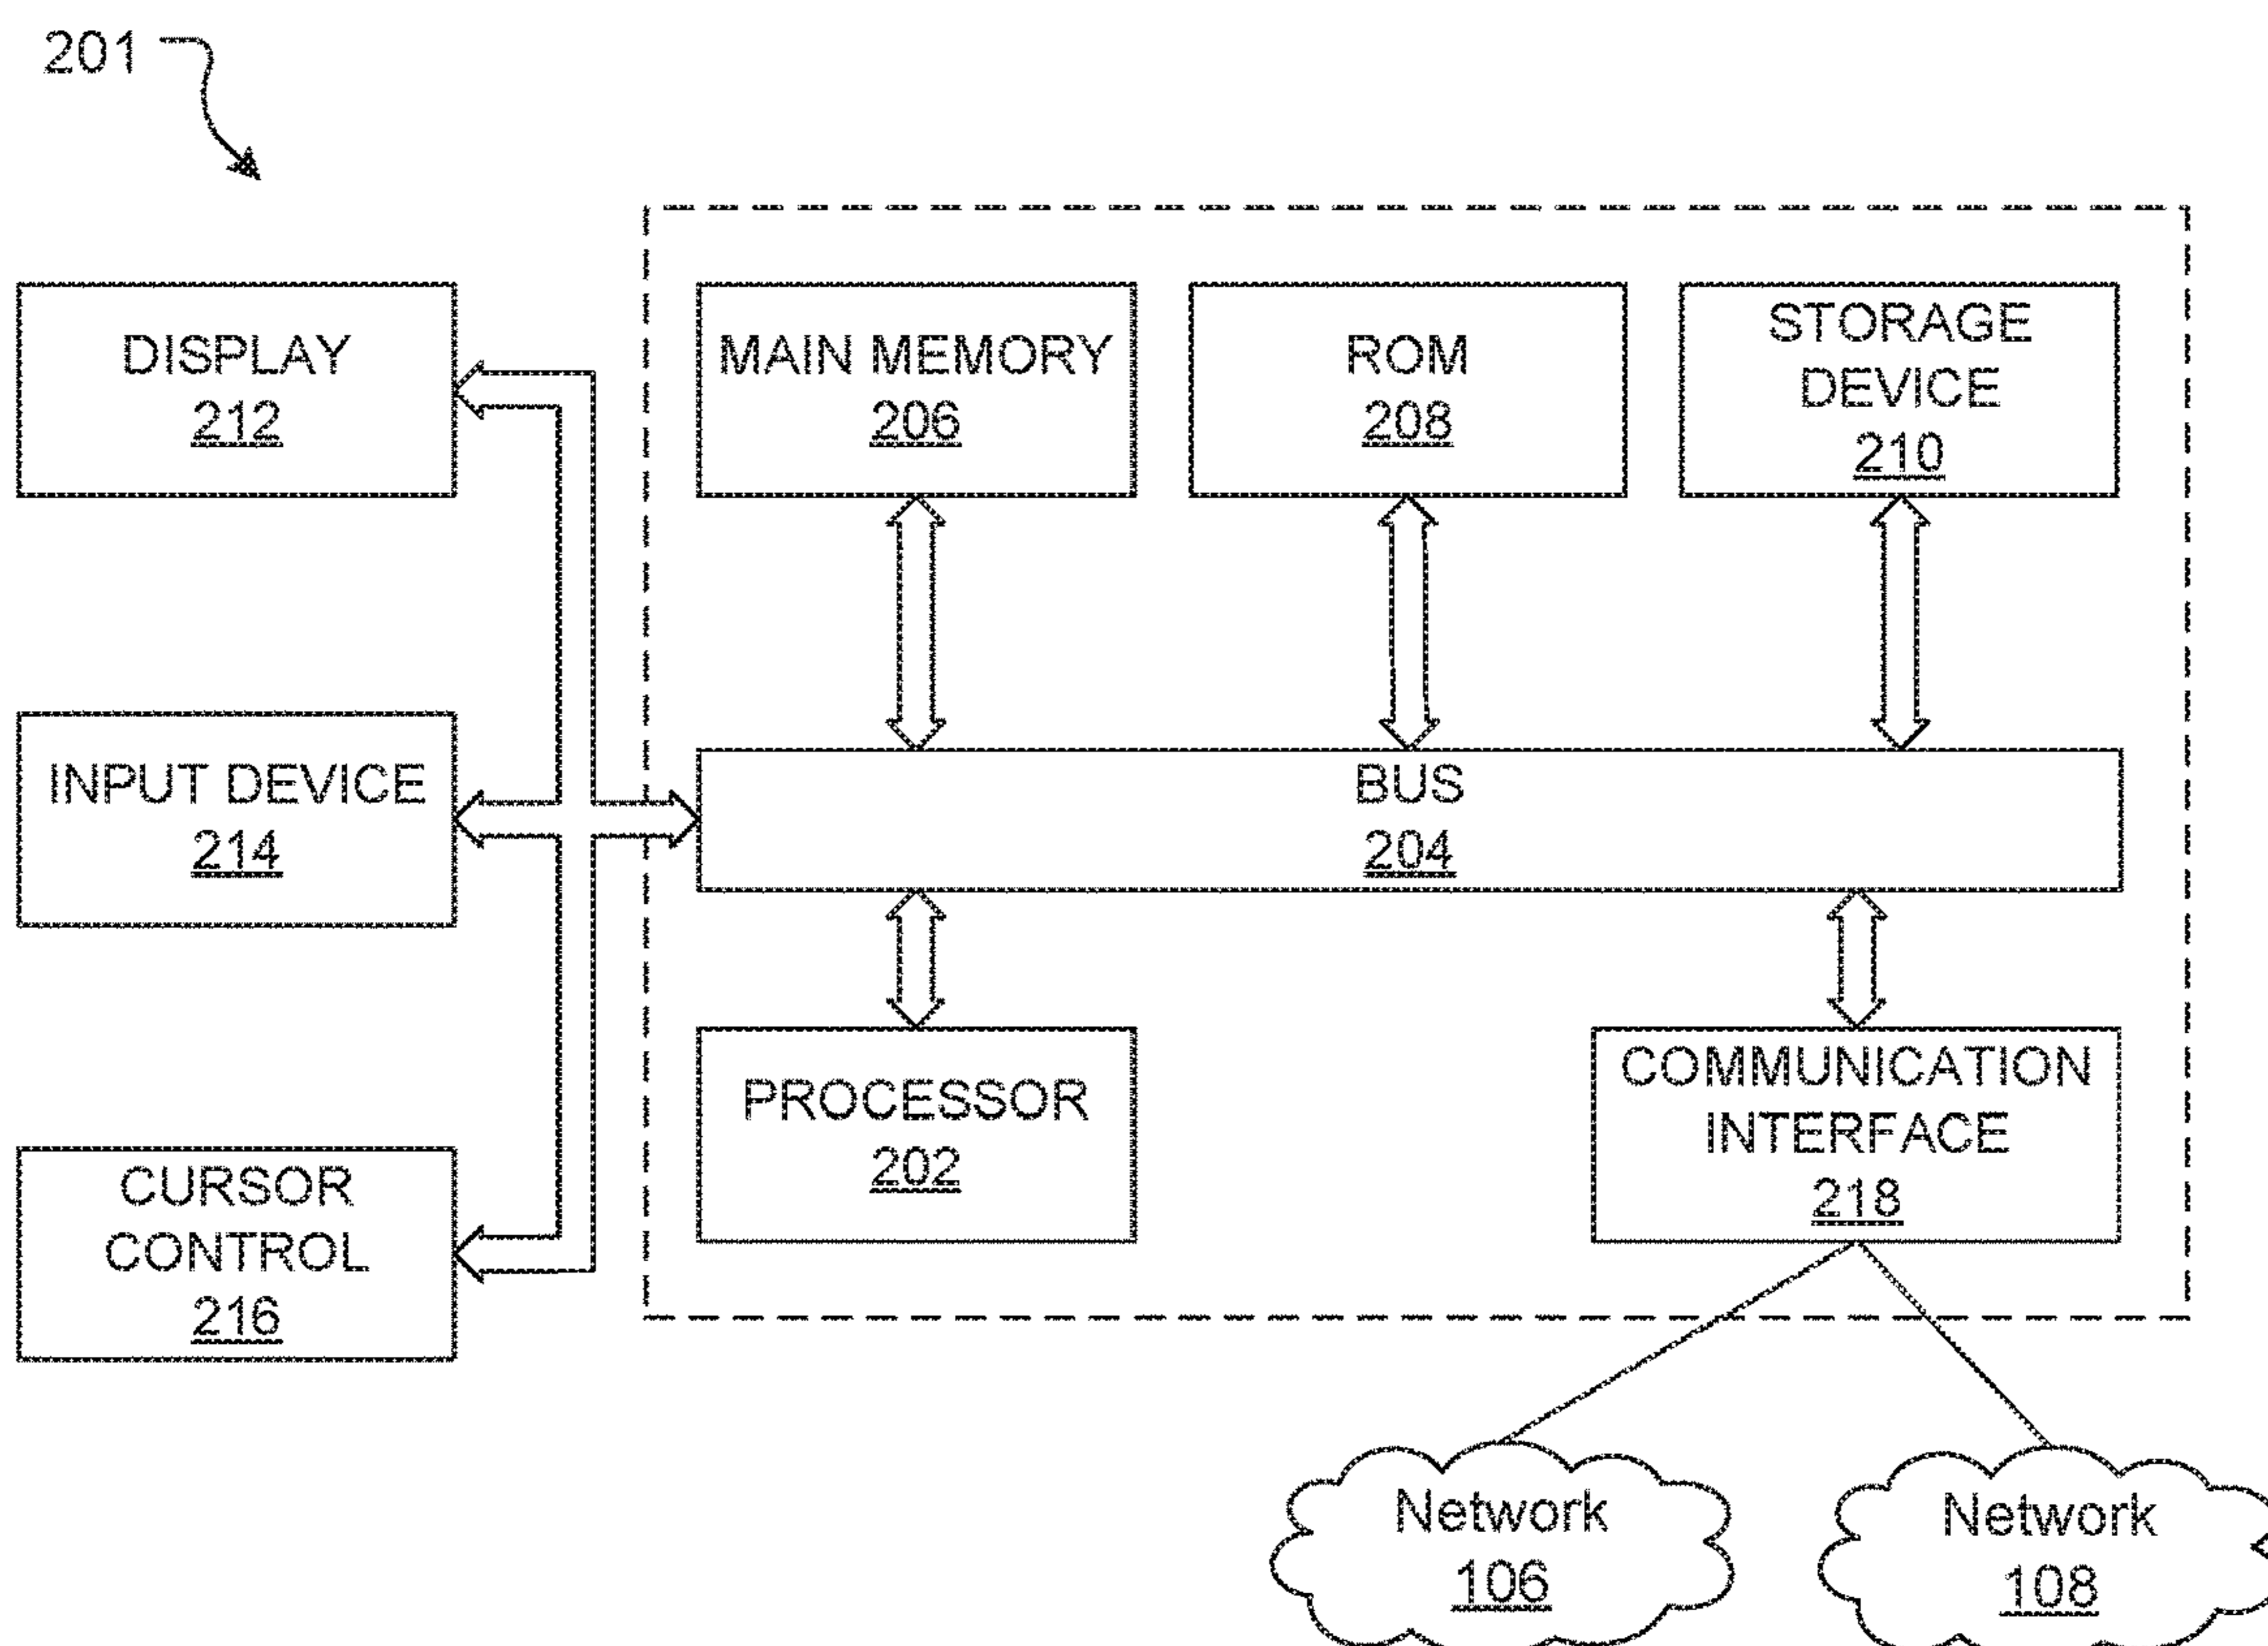 201
DISPLAY
212
MAIN MEMORY
206
ROM
208
STORAGE
DEVICE
210
INPUT DEVICE
214
BUS
204
PROCESSOR
202
COMMUNICATION
INTERFACE
218
CURSOR
CONTROL
216
Network
106
Network
108